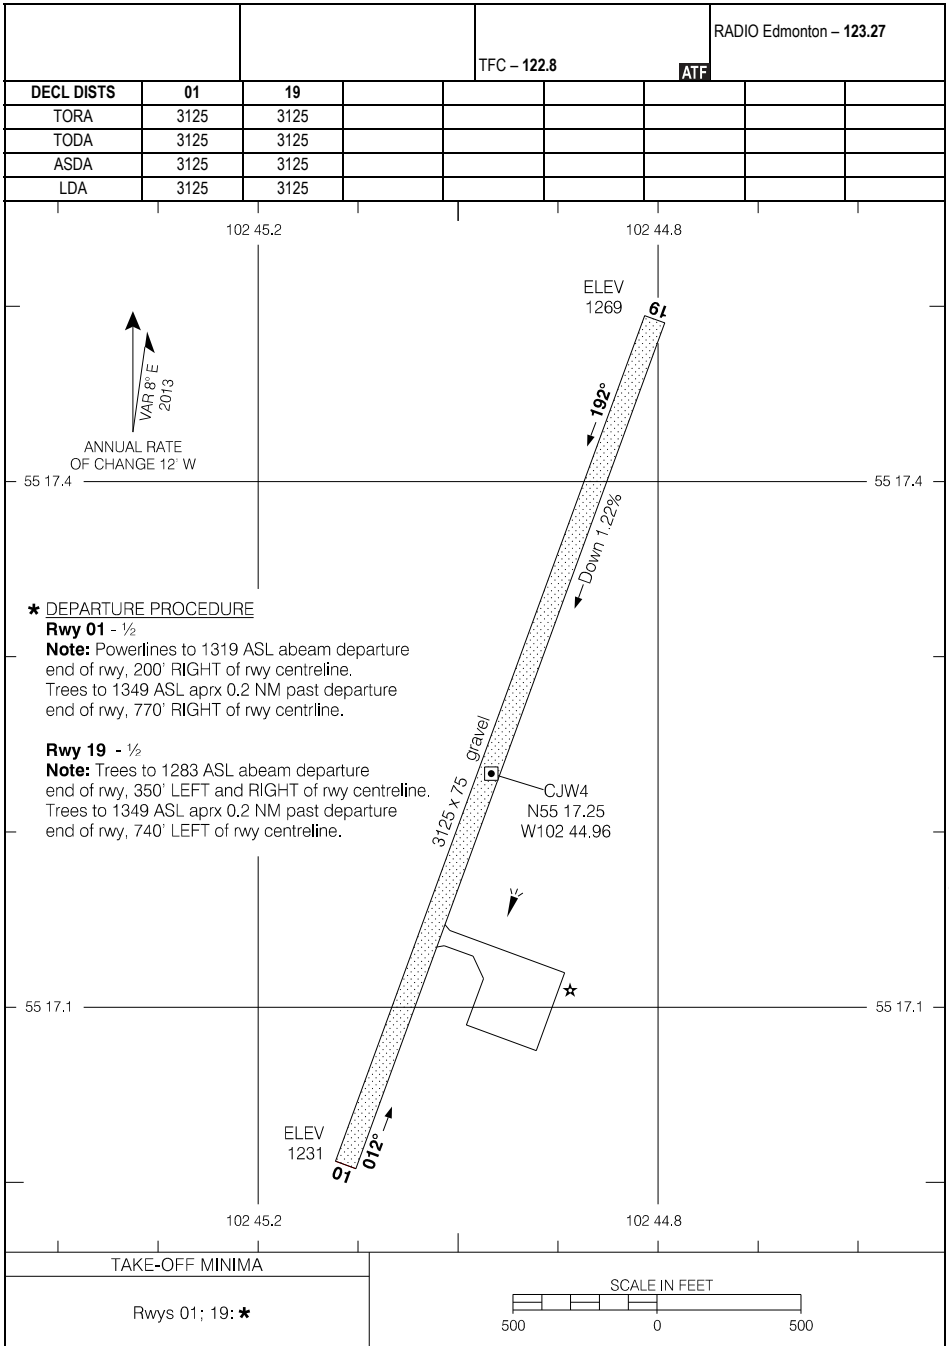 RADIO Edmonton – 123.27
TFC – 122.8
ATF
DECL DISTS 01 19
TORA 3125 3125
TODA 3125 3125
ASDA 3125 3125
LDA 3125 3125
102 45.2 102 44.8
ELEV
1269
19
VAR 8° E
2013
192°
ANNUAL RATE
OF CHANGE 12' W
55 17.4 55 17.4
Down 1.22%
* DEPARTURE PROCEDURE
Rwy 01 - ½
Note: Powerlines to 1319 ASL abeam departure
end of rwy, 200' RIGHT of rwy centreline.
Trees to 1349 ASL aprx 0.2 NM past departure
end of rwy, 770' RIGHT of rwy centrline.
Rwy 19 - ½
Note: Trees to 1283 ASL abeam departure
end of rwy, 350' LEFT and RIGHT of rwy centreline.
Trees to 1349 ASL aprx 0.2 NM past departure
end of rwy, 740' LEFT of rwy centreline.
3125 x 75 gravel
CJW4
N55 17.25
W102 44.96
55 17.1 55 17.1
ELEV
1231
012°
01
102 45.2 102 44.8
TAKE-OFF MINIMA
Rwys 01; 19: *
SCALE IN FEET
500 0 500